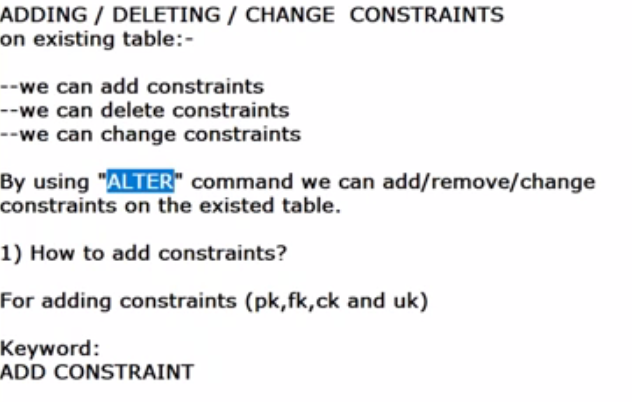 ADDING / DELETING / CHANGE  CONSTRAINTS
on existing table:-
--we can add constraints
--we can delete constraints
--we can change constraints
By using "ALTER" command we can add/remove/change
constraints on the existed table.
1) How to add constraints?
For adding constraints (pk,fk,ck and uk)
Keyword:
ADD CONSTRAINT